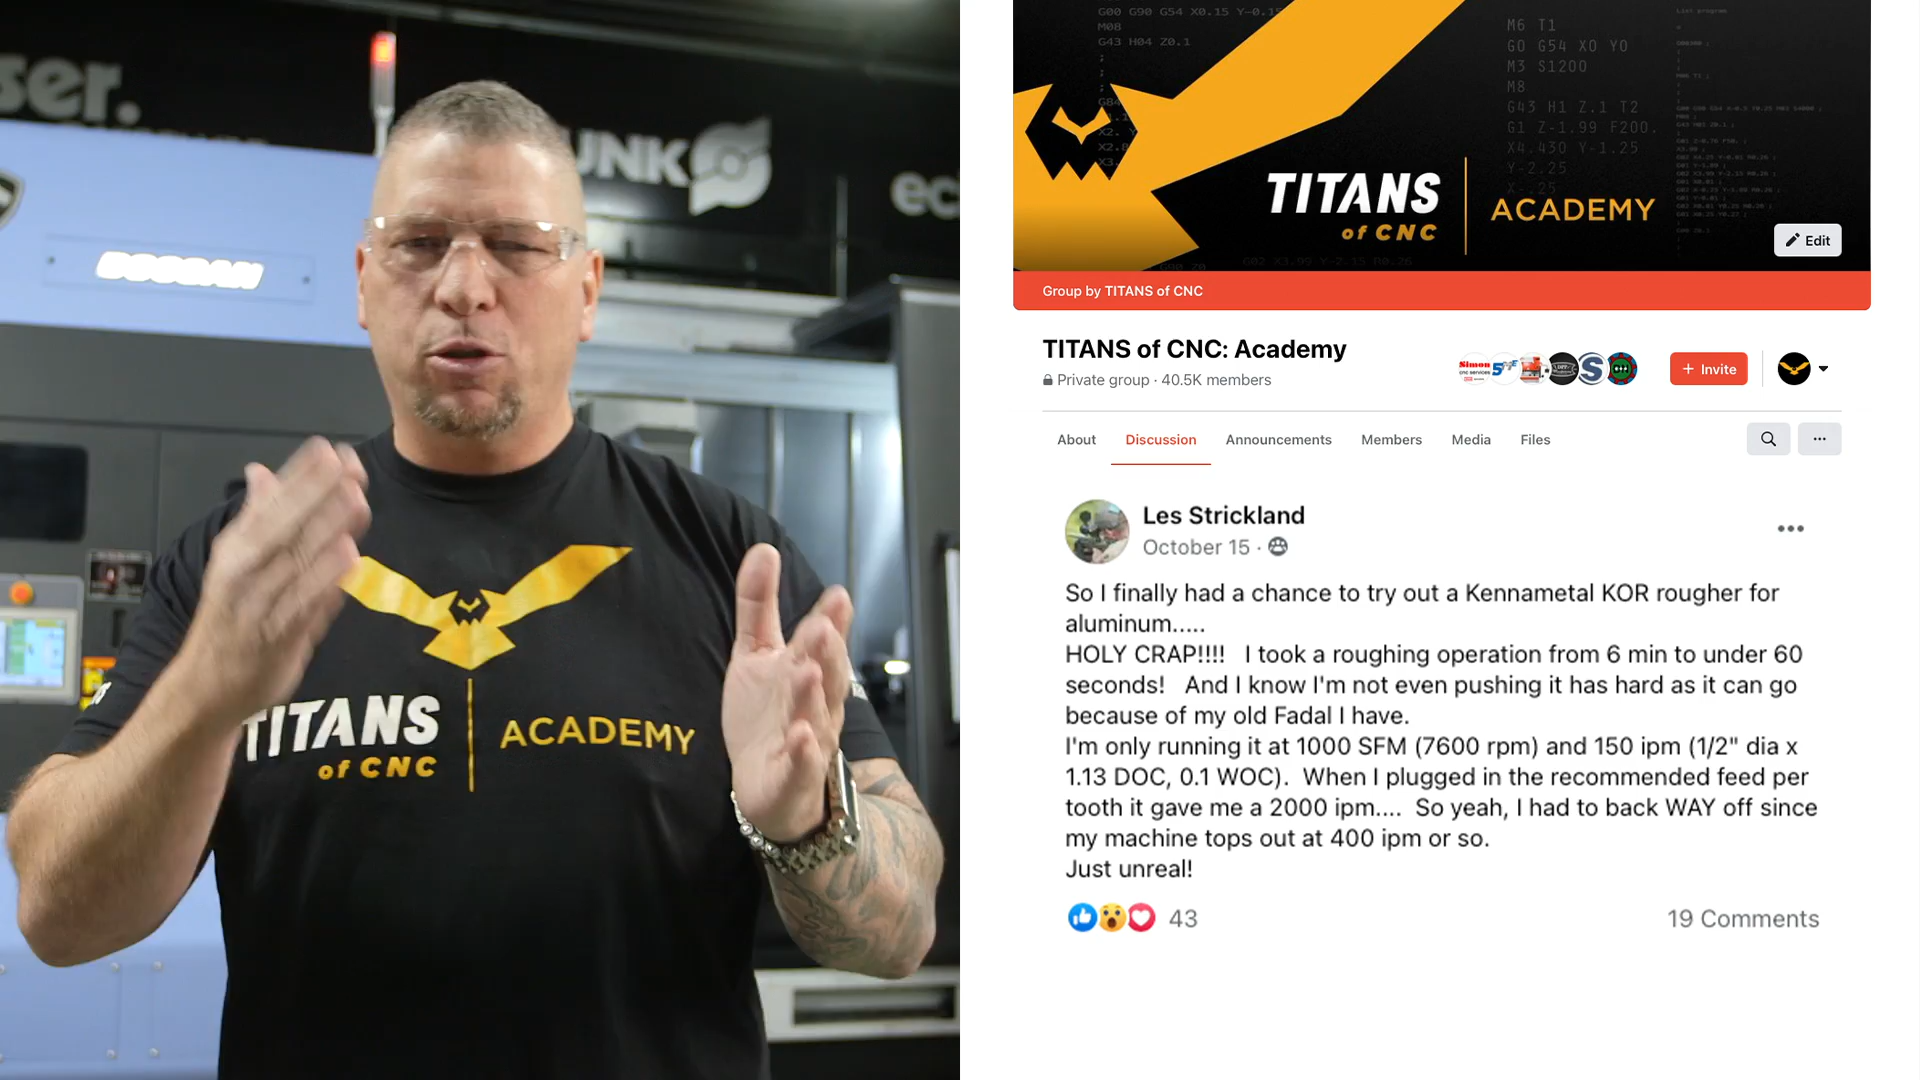 ser.
UNK
ec
DOOSAN
TITANS
of CNC
ACADEMY
G00 G90 G54 X0.15 Y-0.15
M08
G43 H04 Z0.1
M6 T1
G0 G54 X0 Y0
M3 S1200
M8
G43 H1 Z.1 T2
G1 Z-1.99 F200.
X4.430 Y-1.25
Y-2.25
X-.25
TITANS
of CNC
ACADEMY
Edit
Group by TITANS of CNC
TITANS of CNC: Academy
Private group · 40.5K members
+ Invite
About Discussion Announcements Members Media Files
Les Strickland
October 15 ·
So I finally had a chance to try out a Kennametal KOR rougher for
aluminum.....
HOLY CRAP!!!! I took a roughing operation from 6 min to under 60
seconds! And I know I'm not even pushing it has hard as it can go
because of my old Fadal I have.
I'm only running it at 1000 SFM (7600 rpm) and 150 ipm (1/2" dia x
1.13 DOC, 0.1 WOC). When I plugged in the recommended feed per
tooth it gave me a 2000 ipm.... So yeah, I had to back WAY off since
my machine tops out at 400 ipm or so.
Just unreal!
43
19 Comments